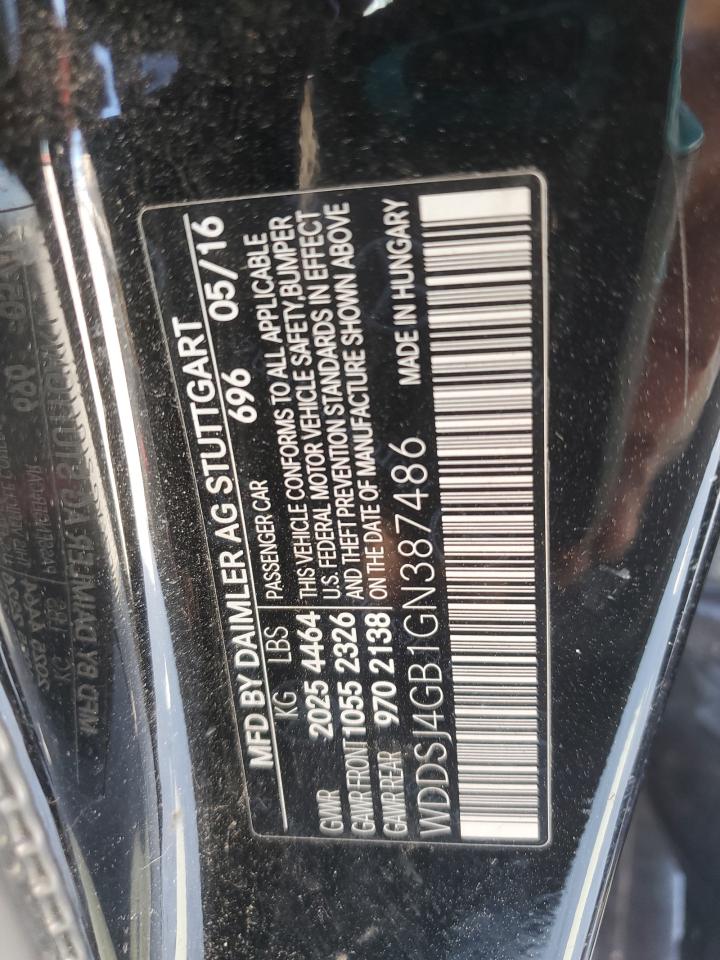 MFD BY DAIMLER AG STUTTGART
KG LBS 696 05/16
PASSENGER CAR
GWR 2025 4464 THIS VEHICLE CONFORMS TO ALL APPLICABLE
U.S. FEDERAL MOTOR VEHICLE SAFETY, BUMPER
GAWR FRONT 1055 2326 AND THEFT PREVENTION STANDARDS IN EFFECT
GAWR REAR 970 2138 ON THE DATE OF MANUFACTURE SHOWN ABOVE
MADE IN HUNGARY
WDDSJ4GB1GN387486